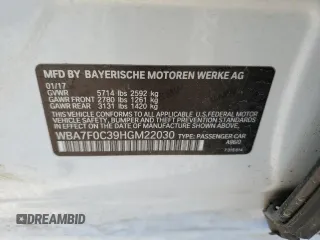 MFD BY BAYERISCHE MOTOREN WERKE AG
01/17
GVWR 5714 lbs 2592 kg
GAWR FRONT 2780 lbs 1261 kg
GAWR REAR 3131 lbs 1420 kg
THIS VEHICLE CONFORMS TO ALL APPLICABLE FEDERAL MOTOR
VEHICLE SAFETY, BUMPER AND THEFT PREVENTION STANDARDS
IN EFFECT ON THE DATE OF MANUFACTURE SHOWN ABOVE.
WBA7F0C39HGM22030 TYPE: PASSENGER-CAR
DREAMBID